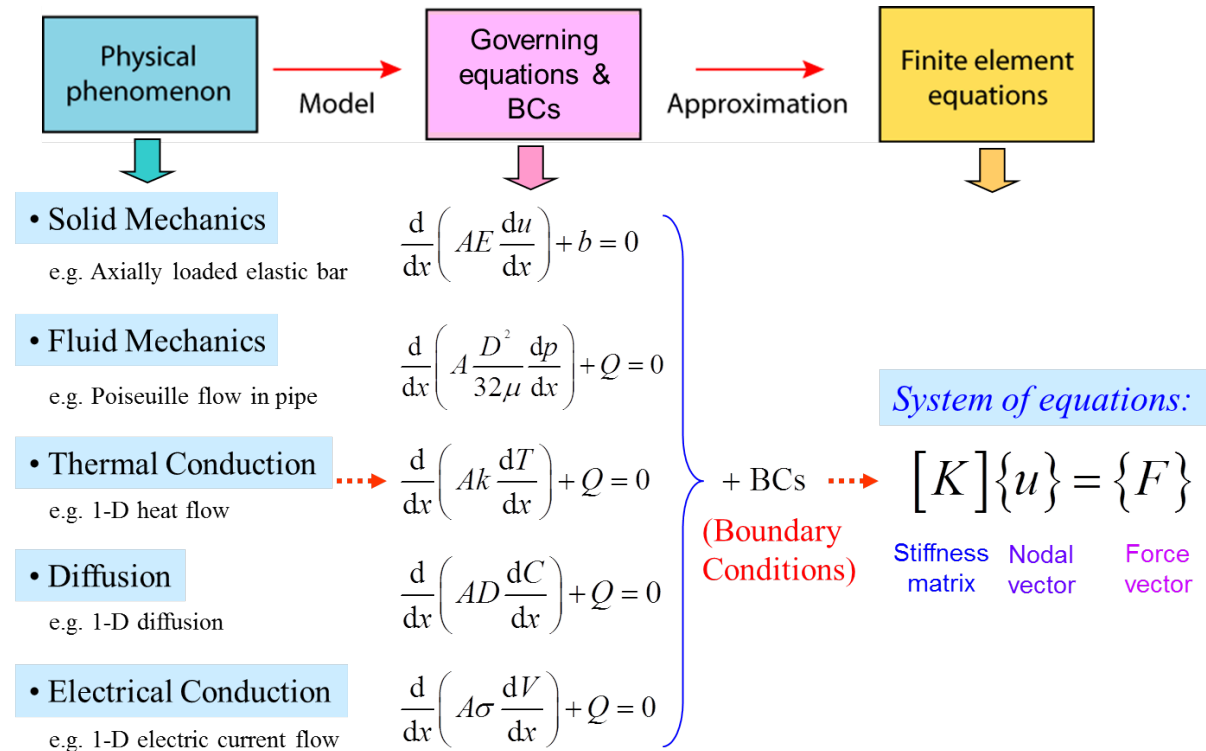 Physical
phenomenon
Model
Governing
equations &
BCs
Approximation
Finite element
equations
• Solid Mechanics
e.g. Axially loaded elastic bar
d/dx ( AE du/dx ) + b = 0
• Fluid Mechanics
e.g. Poiseuille flow in pipe
d/dx ( A D²/32μ dp/dx ) + Q = 0
• Thermal Conduction
e.g. 1-D heat flow
d/dx ( Ak dT/dx ) + Q = 0
• Diffusion
e.g. 1-D diffusion
d/dx ( AD dC/dx ) + Q = 0
• Electrical Conduction
e.g. 1-D electric current flow
d/dx ( Aσ dV/dx ) + Q = 0
+ BCs
(Boundary
Conditions)
System of equations:
[K]{u} = {F}
Stiffness
matrix
Nodal
vector
Force
vector